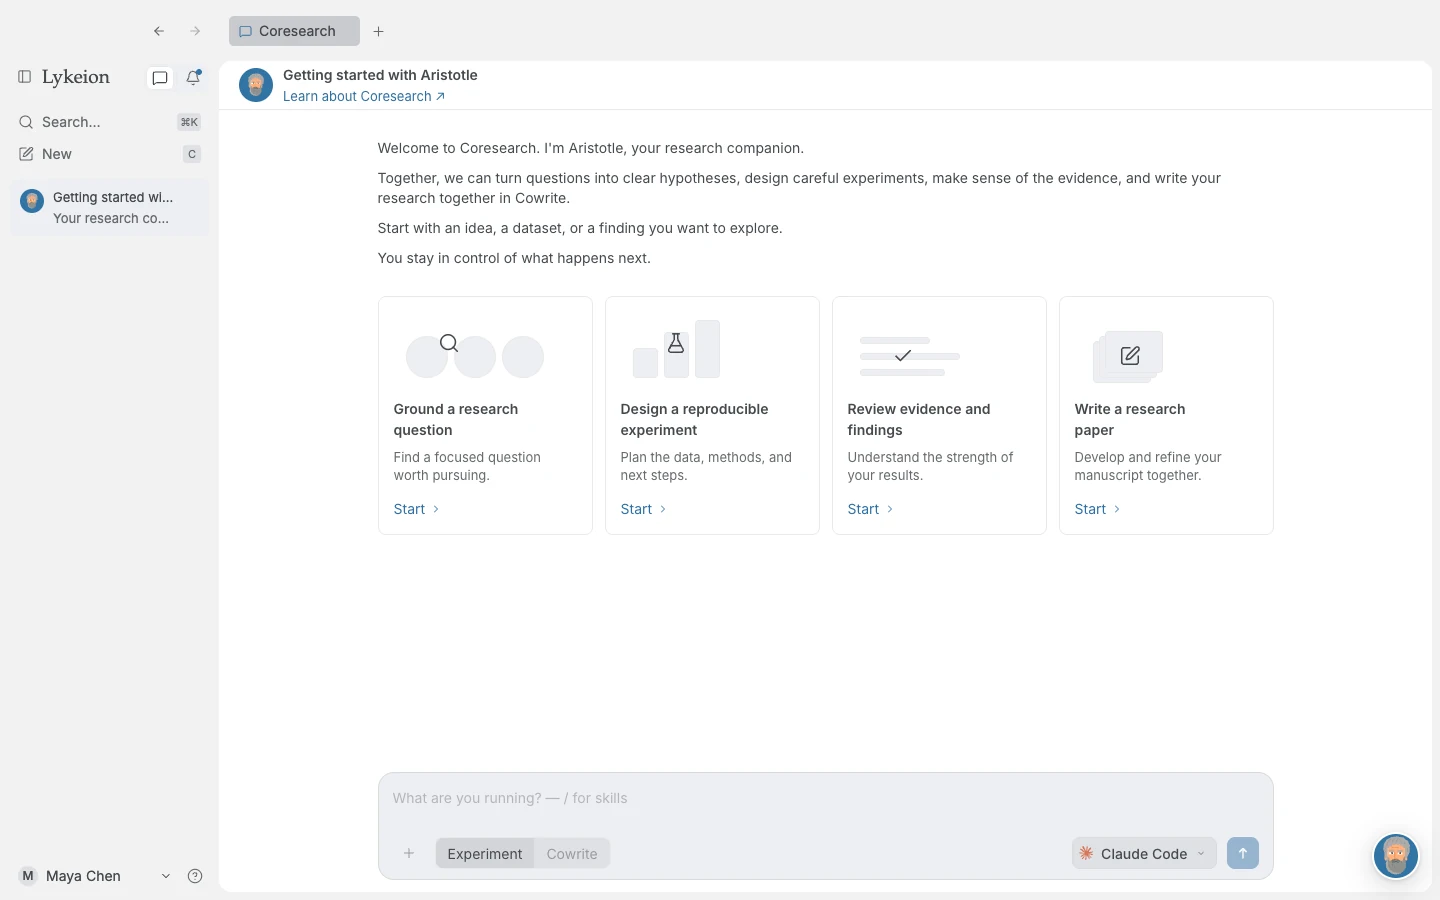 Coresearch
Lykeion
Search...
⌘K
New
C
Getting started wi...
Your research co...
Getting started with Aristotle
Learn about Coresearch ↗
Welcome to Coresearch. I'm Aristotle, your research companion.
Together, we can turn questions into clear hypotheses, design careful experiments, make sense of the evidence, and write your
research together in Cowrite.
Start with an idea, a dataset, or a finding you want to explore.
You stay in control of what happens next.
Ground a research
question
Find a focused question
worth pursuing.
Start
Design a reproducible
experiment
Plan the data, methods, and
next steps.
Start
Review evidence and
findings
Understand the strength of
your results.
Start
Write a research
paper
Develop and refine your
manuscript together.
Start
What are you running? — / for skills
Experiment
Cowrite
Claude Code
M
Maya Chen